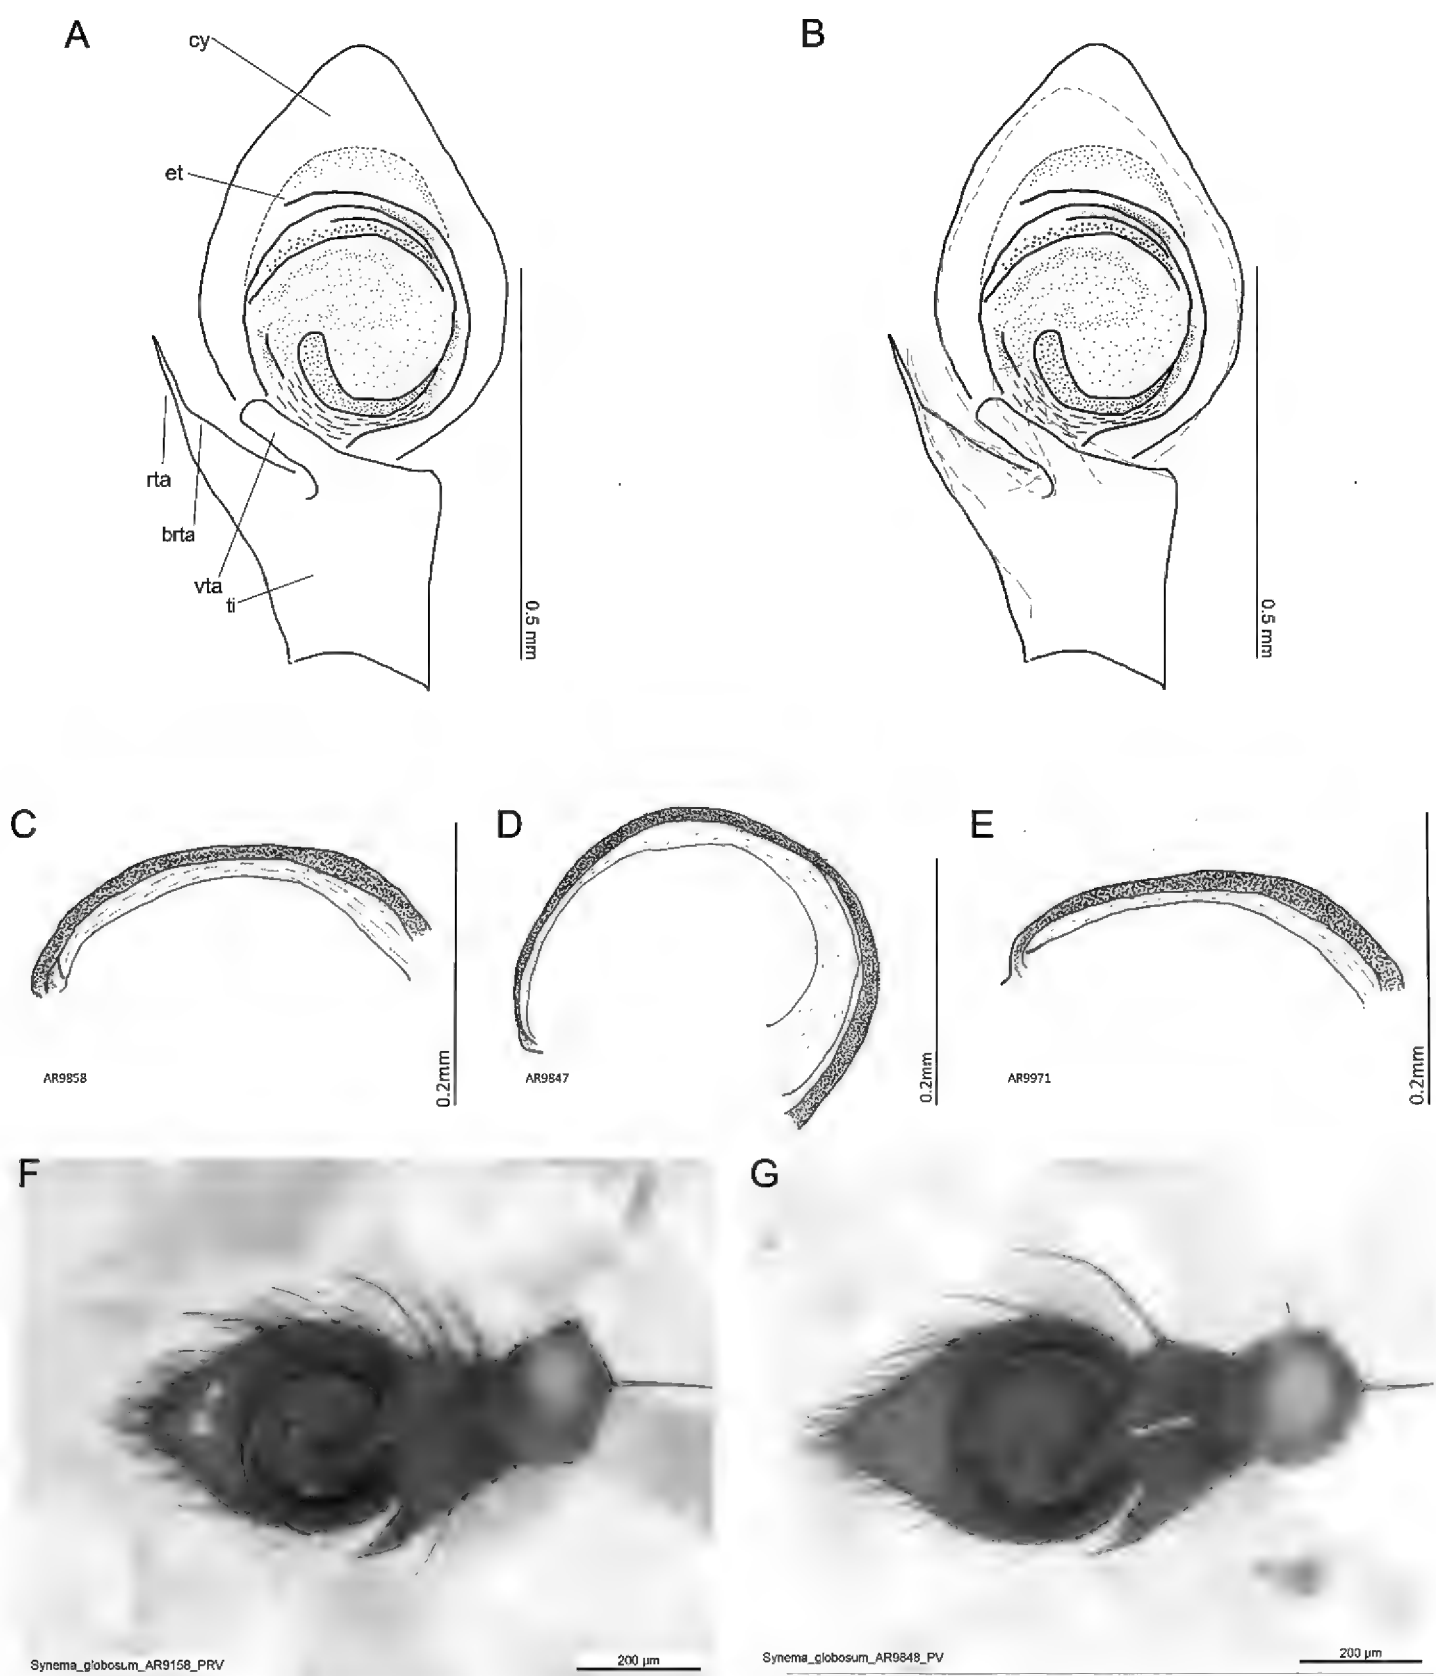 A
B
cy
et
rta
brta
vta
ti
0.5 mm
0.5 mm
C
D
E
AR9858
0.2mm
AR9847
0.2mm
AR9971
0.2mm
F
G
Synema_globosum_AR9158_PRV
200 µm
Synema_globosum_AR9848_PV
200 µm